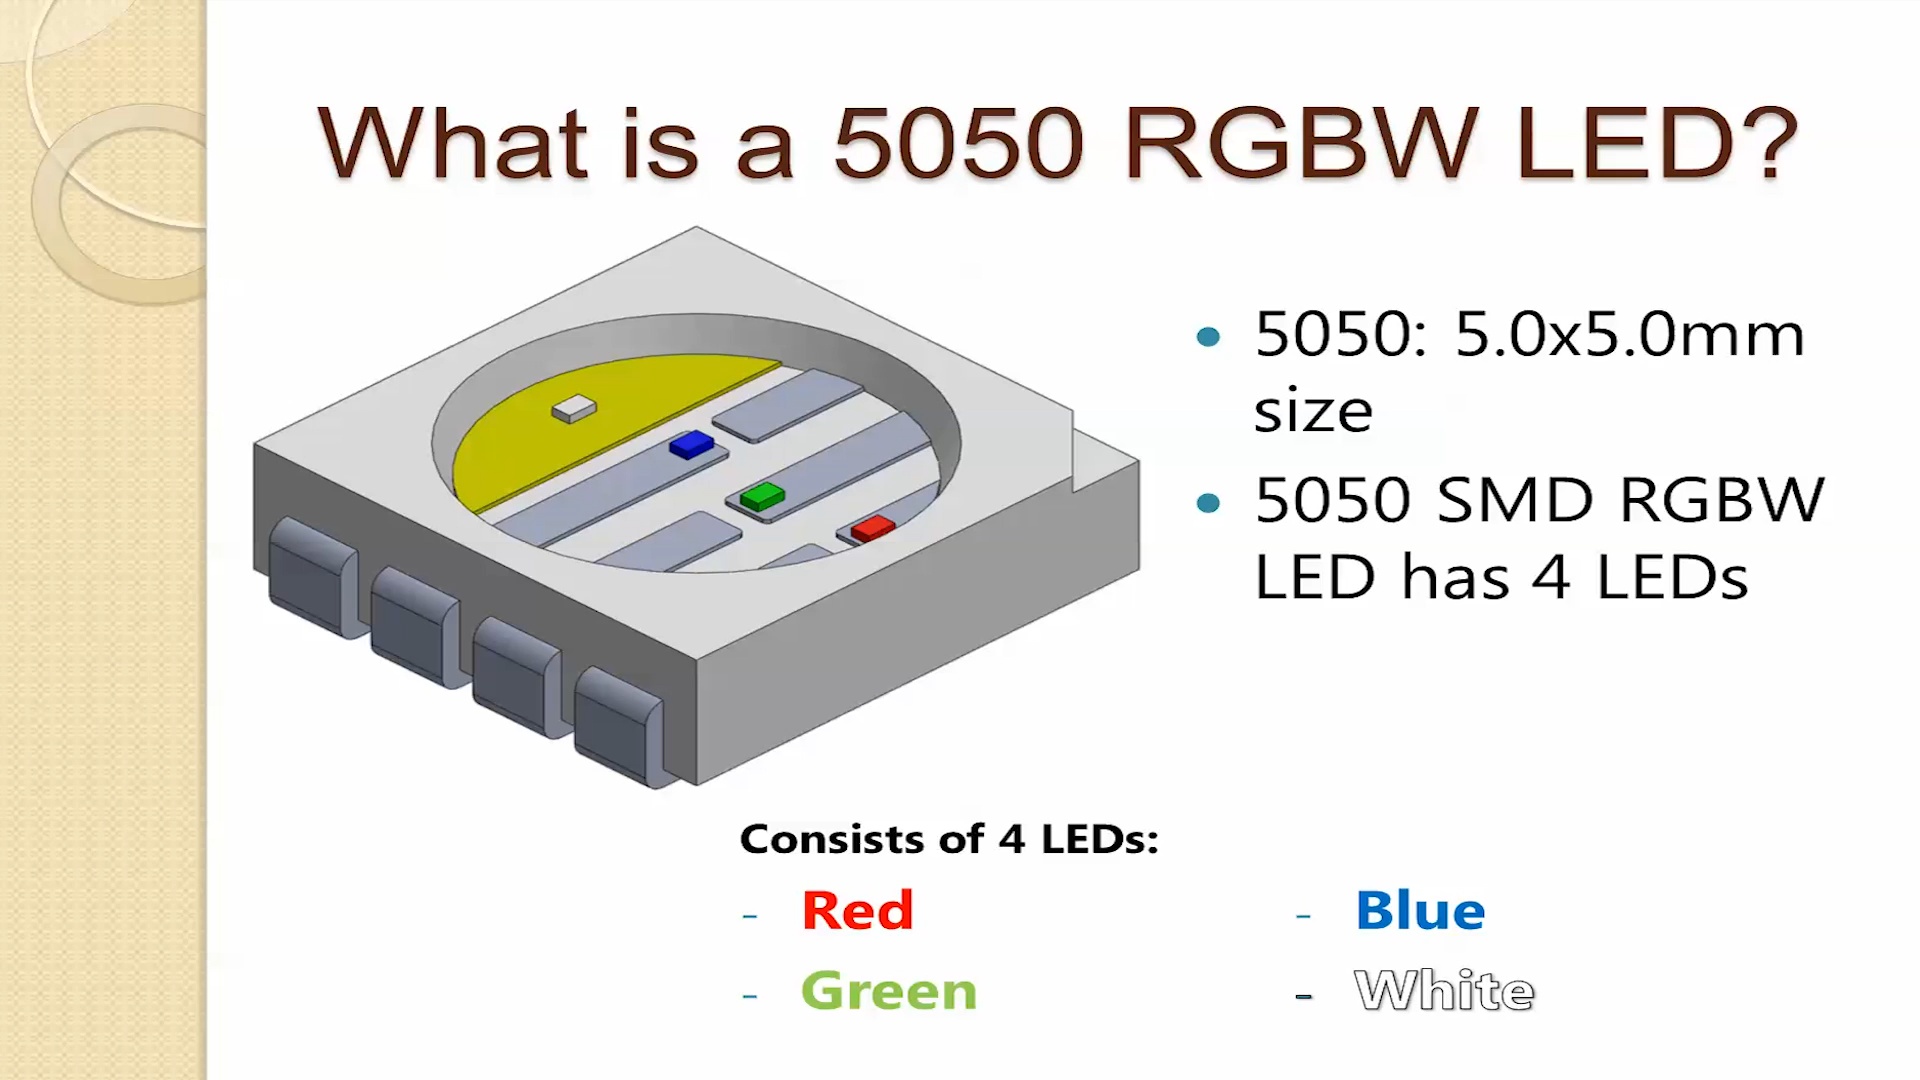 What is a 5050 RGBW LED?
• 5050: 5.0x5.0mm
size
• 5050 SMD RGBW
LED has 4 LEDs
Consists of 4 LEDs:
- Red
- Green
- Blue
- White